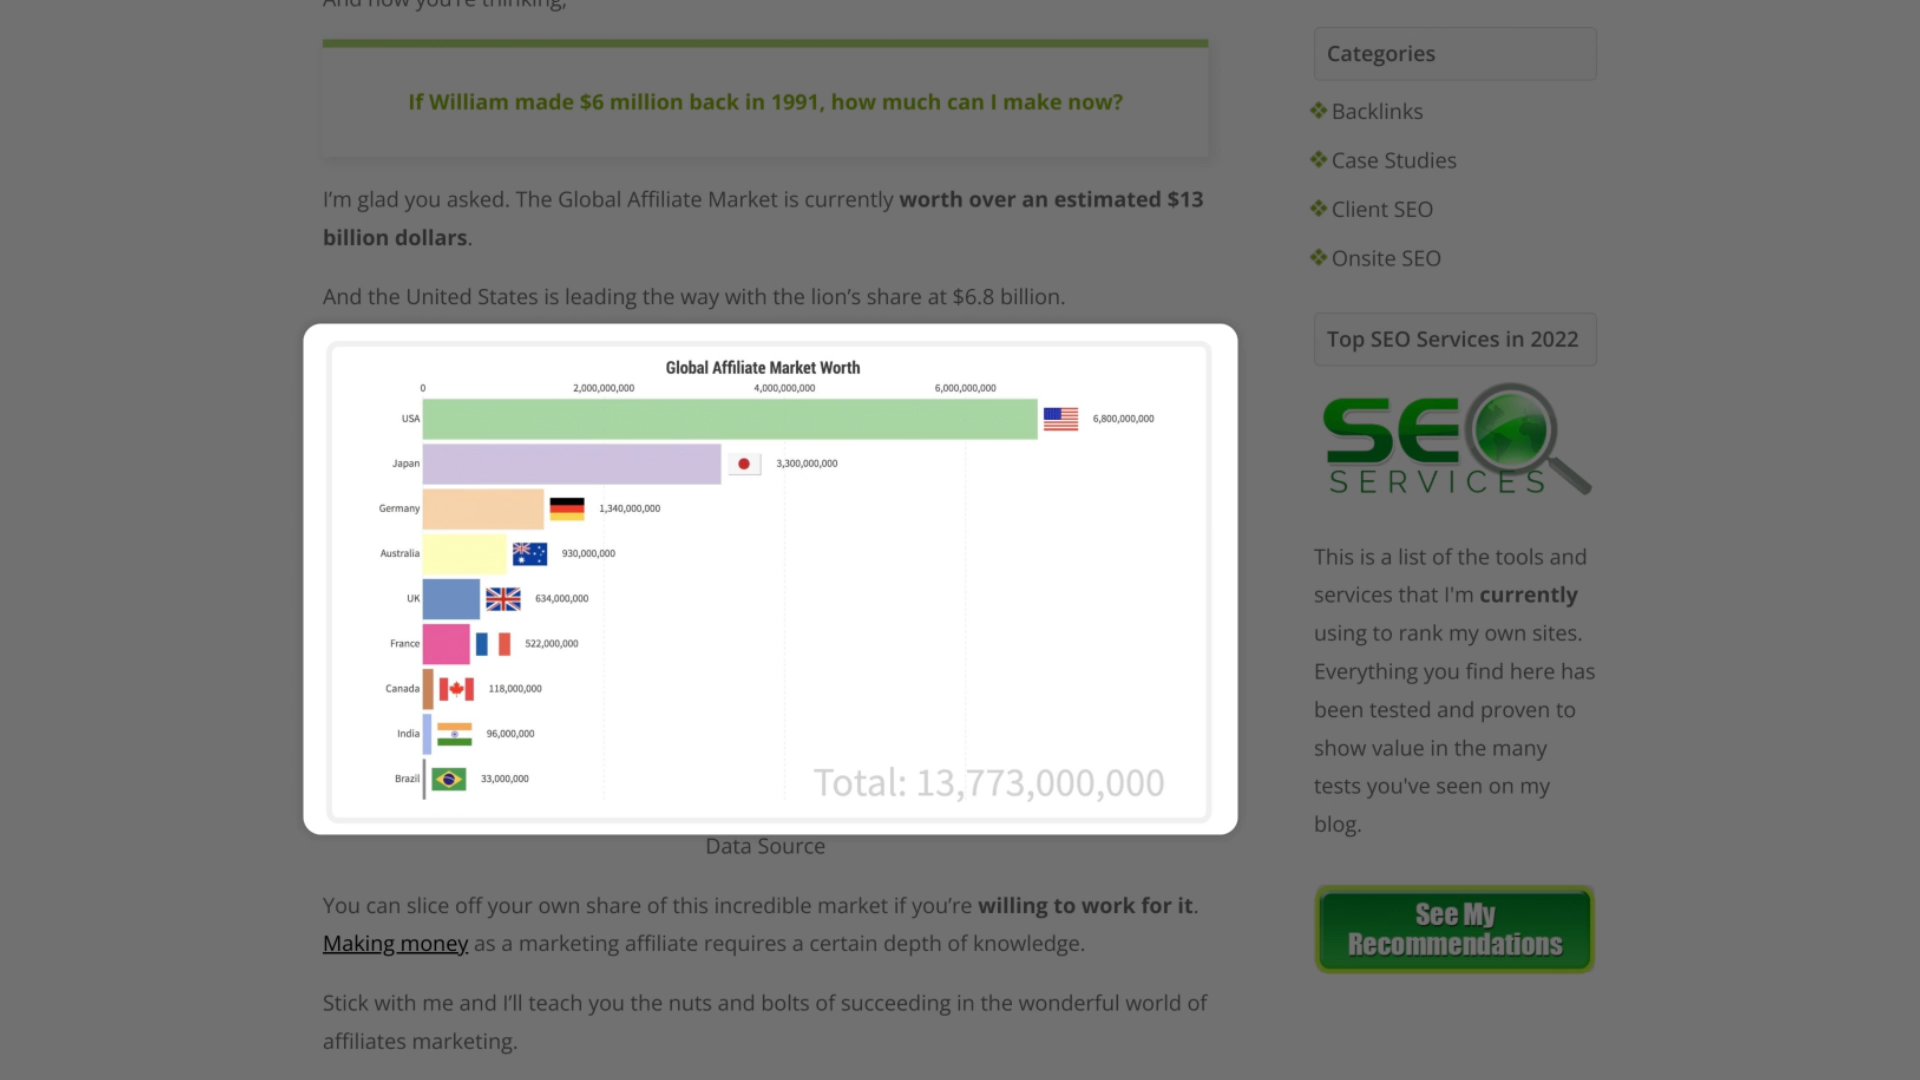 And now you're thinking,
If William made $6 million back in 1991, how much can I make now?
I'm glad you asked. The Global Affiliate Market is currently worth over an estimated $13
billion dollars.
And the United States is leading the way with the lion's share at $6.8 billion.
Global Affiliate Market Worth
0 2,000,000,000 4,000,000,000 6,000,000,000
USA 6,800,000,000
Japan 3,300,000,000
Germany 1,340,000,000
Australia 930,000,000
UK 634,000,000
France 522,000,000
Canada 118,000,000
India 96,000,000
Brazil 33,000,000
Total: 13,773,000,000
Data Source
You can slice off your own share of this incredible market if you're willing to work for it.
Making money as a marketing affiliate requires a certain depth of knowledge.
Stick with me and I'll teach you the nuts and bolts of succeeding in the wonderful world of
affiliates marketing.
Categories
Backlinks
Case Studies
Client SEO
Onsite SEO
Top SEO Services in 2022
SEO
SERVICES
This is a list of the tools and
services that I'm currently
using to rank my own sites.
Everything you find here has
been tested and proven to
show value in the many
tests you've seen on my
blog.
See My
Recommendations